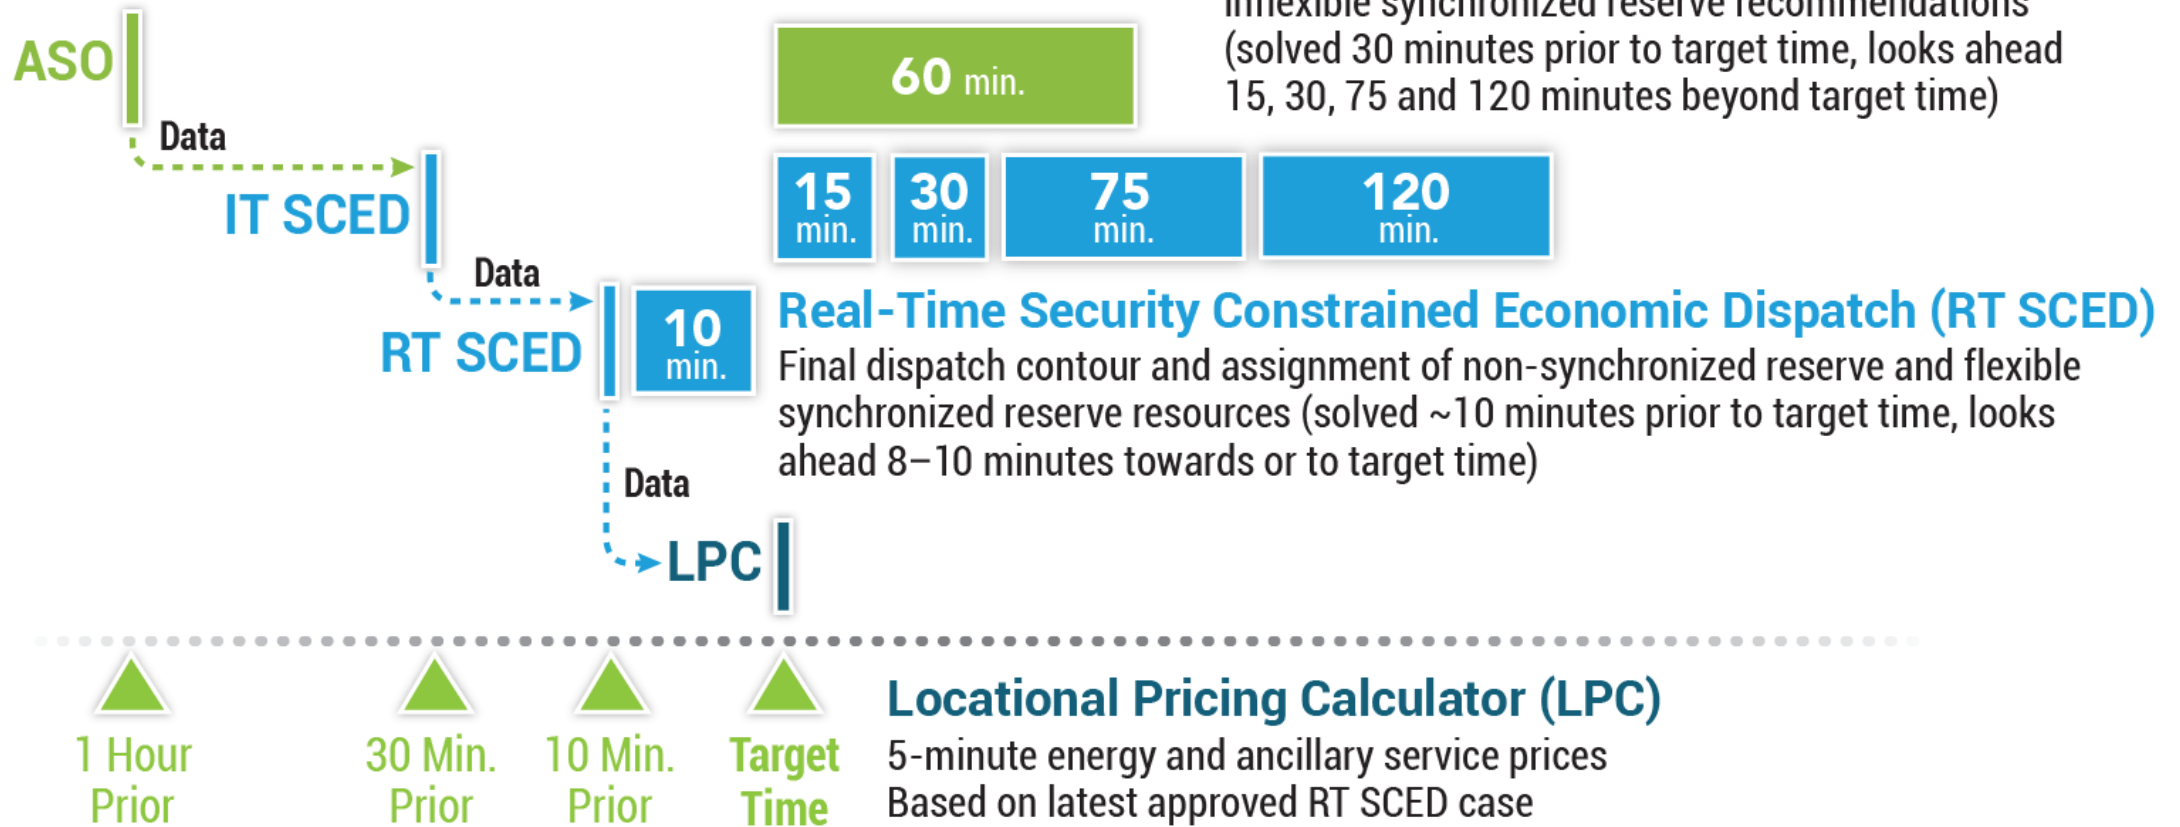 inflexible synchronized reserve recommendations
(solved 30 minutes prior to target time, looks ahead
15, 30, 75 and 120 minutes beyond target time)
ASO
60 min.
Data
IT SCED
15
min.
30
min.
75
min.
120
min.
Data
RT SCED
10
min.
Real-Time Security Constrained Economic Dispatch (RT SCED)
Final dispatch contour and assignment of non-synchronized reserve and flexible
synchronized reserve resources (solved ~10 minutes prior to target time, looks
ahead 8–10 minutes towards or to target time)
Data
LPC
1 Hour
Prior
30 Min.
Prior
10 Min.
Prior
Target
Time
Locational Pricing Calculator (LPC)
5-minute energy and ancillary service prices
Based on latest approved RT SCED case